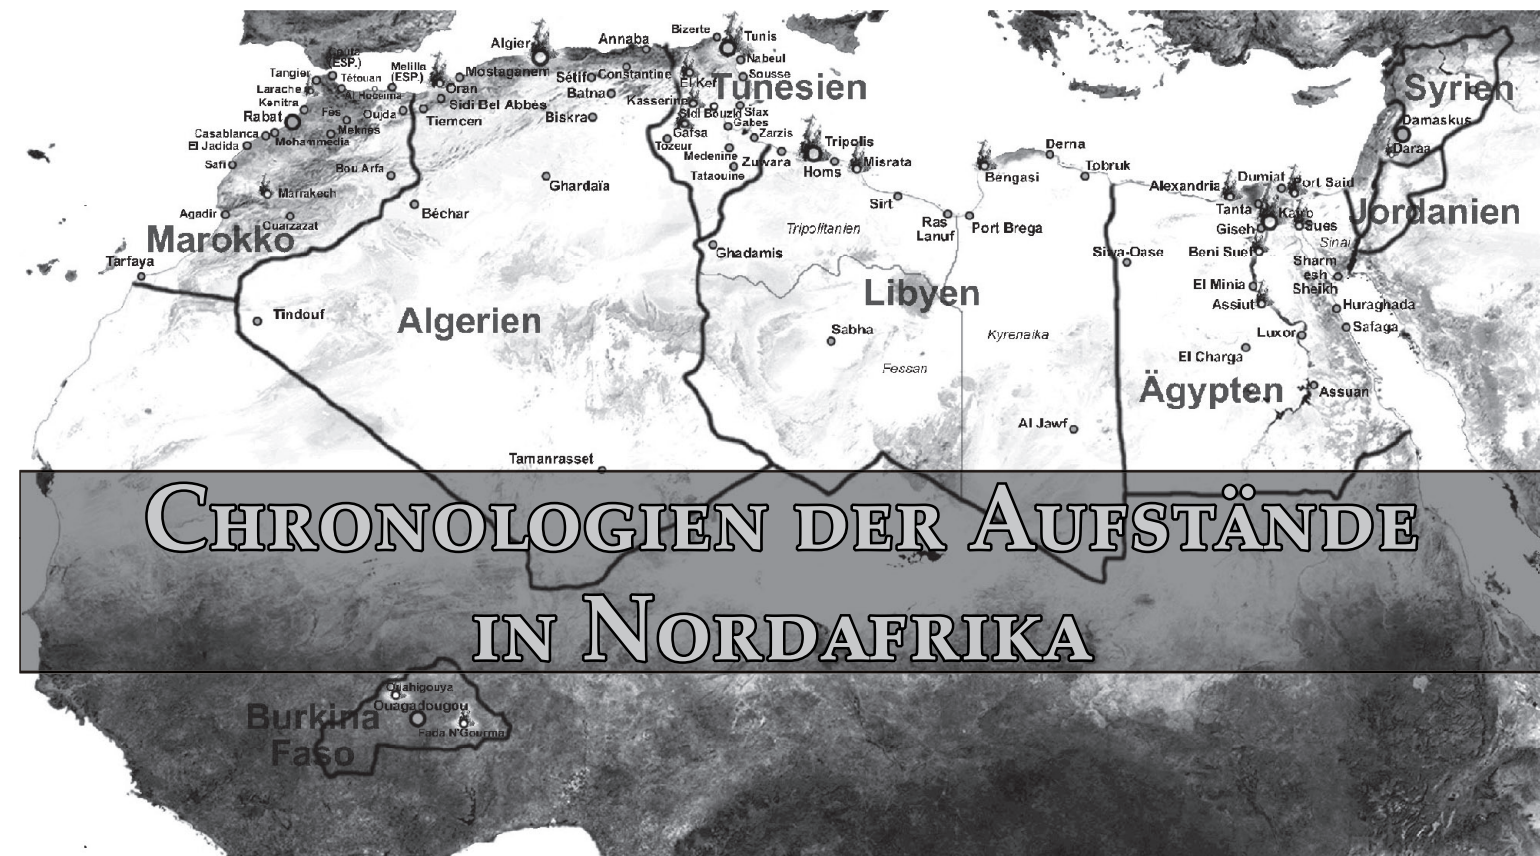 Bizerte
Tunis
Algier
Annaba
Ceuta
(ESP.)
Melilla
(ESP.)
Nabeul
Tangier
Tétouan
Mostaganem
Sétif
Constantine
El Kef
Sousse
Tunesien
Syrien
Larache
Al Hoceima
Oran
Batna
Kenitra
Sidi Bel Abbès
Kasserine
Rabat
Fès
Oujda
Tlemcen
Biskra
Sidi Bouzid
Sfax
Gabes
Damaskus
Casablanca
Meknès
Mohammedia
Gafsa
Zarzis
Tripolis
El Jadida
Tozeur
Medenine
Zuwara
Misrata
Derna
Daraa
Safi
Bou Arfa
Tataouine
Homs
Bengasi
Tobruk
Marrakech
Ghardaïa
Alexandria
Dumiat
Port Said
Agadir
Béchar
Sirt
Ras
Lanuf
Port Brega
Tanta
Kairo
Jordanien
Ouarzazat
Tripolitanien
Giseh
Sues
Marokko
Ghadamis
Siwa-Oase
Beni Suef
Sinai
Tarfaya
Sharm
esh
Sheikh
Libyen
El Minia
Assiut
Huraghada
Tindouf
Algerien
Sabha
Kyrenaika
Luxor
Safaga
El Charga
Fessan
Ägypten
Assuan
Al Jawf
Tamanrasset
Chronologien der Aufstände
in Nordafrika
Ouahigouya
Ouagadougou
Burkina
Faso
Fada N'Gourma